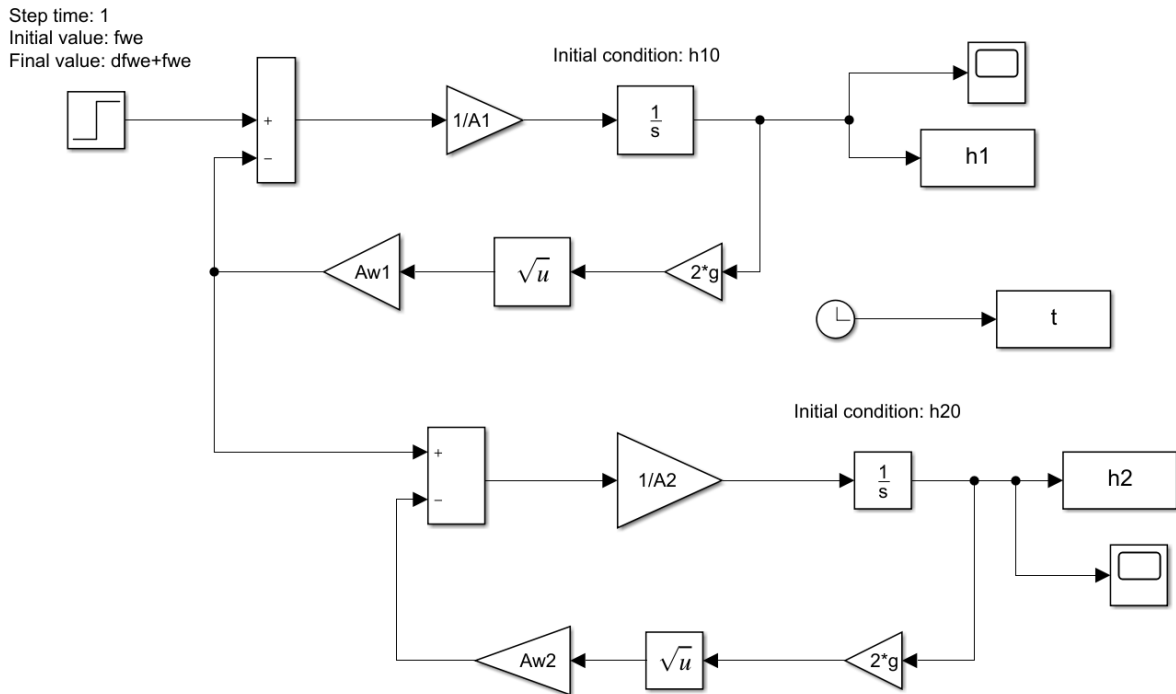 Step time: 1
Initial value: fwe
Final value: dfwe+fwe
Initial condition: h10
+
−
1/A1
1
s
h1
Aw1
√u
2*g
t
Initial condition: h20
+
−
1/A2
1
s
h2
Aw2
√u
2*g